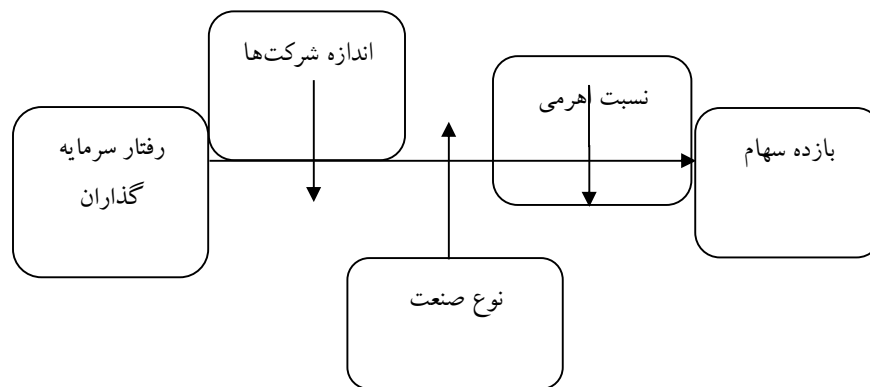 اندازه شرکت‌ها
نسبت اهرمی
رفتار سرمایه
گذاران
بازده سهام
نوع صنعت